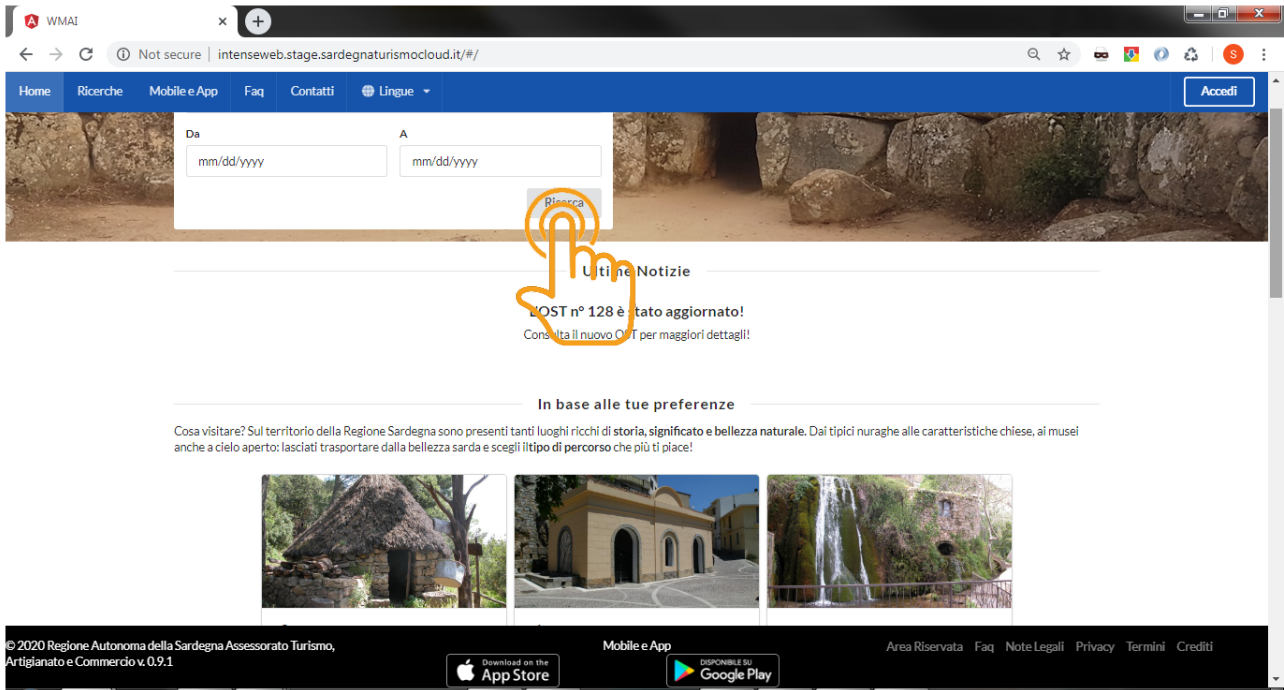 WMAI
Not secure | intenseweb.stage.sardegnaturismocloud.it/#/
S
Home Ricerche Mobile e App Faq Contatti Lingue Accedi
Da A
mm/dd/yyyy mm/dd/yyyy
Ricerca
Ultime Notizie
L'OST n° 128 è stato aggiornato!
Consulta il nuovo OST per maggiori dettagli!
In base alle tue preferenze
Cosa visitare? Sul territorio della Regione Sardegna sono presenti tanti luoghi ricchi di storia, significato e bellezza naturale. Dai tipici nuraghe alle caratteristiche chiese, ai musei
anche a cielo aperto: lasciati trasportare dalla bellezza sarda e scegli iltipo di percorso che più ti piace!
© 2020 Regione Autonoma della Sardegna Assessorato Turismo,
Artigianato e Commercio v. 0.9.1
Mobile e App
Download on the
App Store
DISPONIBILE SU
Google Play
Area Riservata Faq Note Legali Privacy Termini Crediti